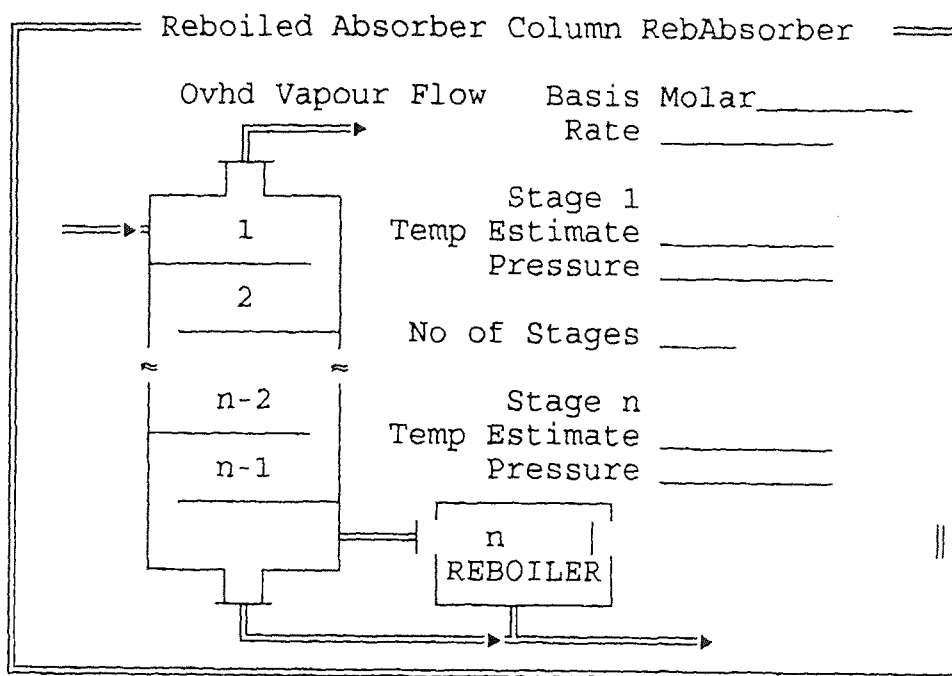 Reboiled Absorber Column RebAbsorber
Ovhd Vapour Flow Basis Molar
Rate
Stage 1
1 Temp Estimate
Pressure
2
No of Stages
n-2 Stage n
Temp Estimate
n-1 Pressure
n
REBOILER